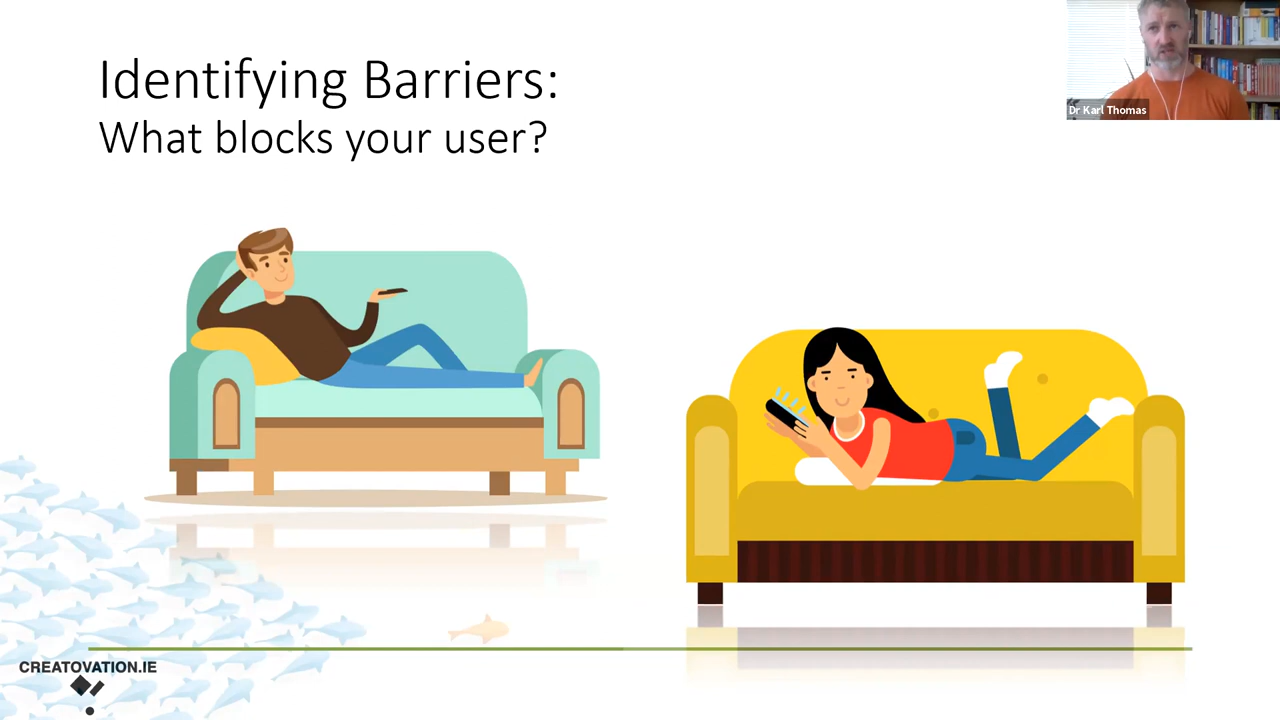 Identifying Barriers:
What blocks your user?
Dr Karl Thomas
CREATOVATION.IE